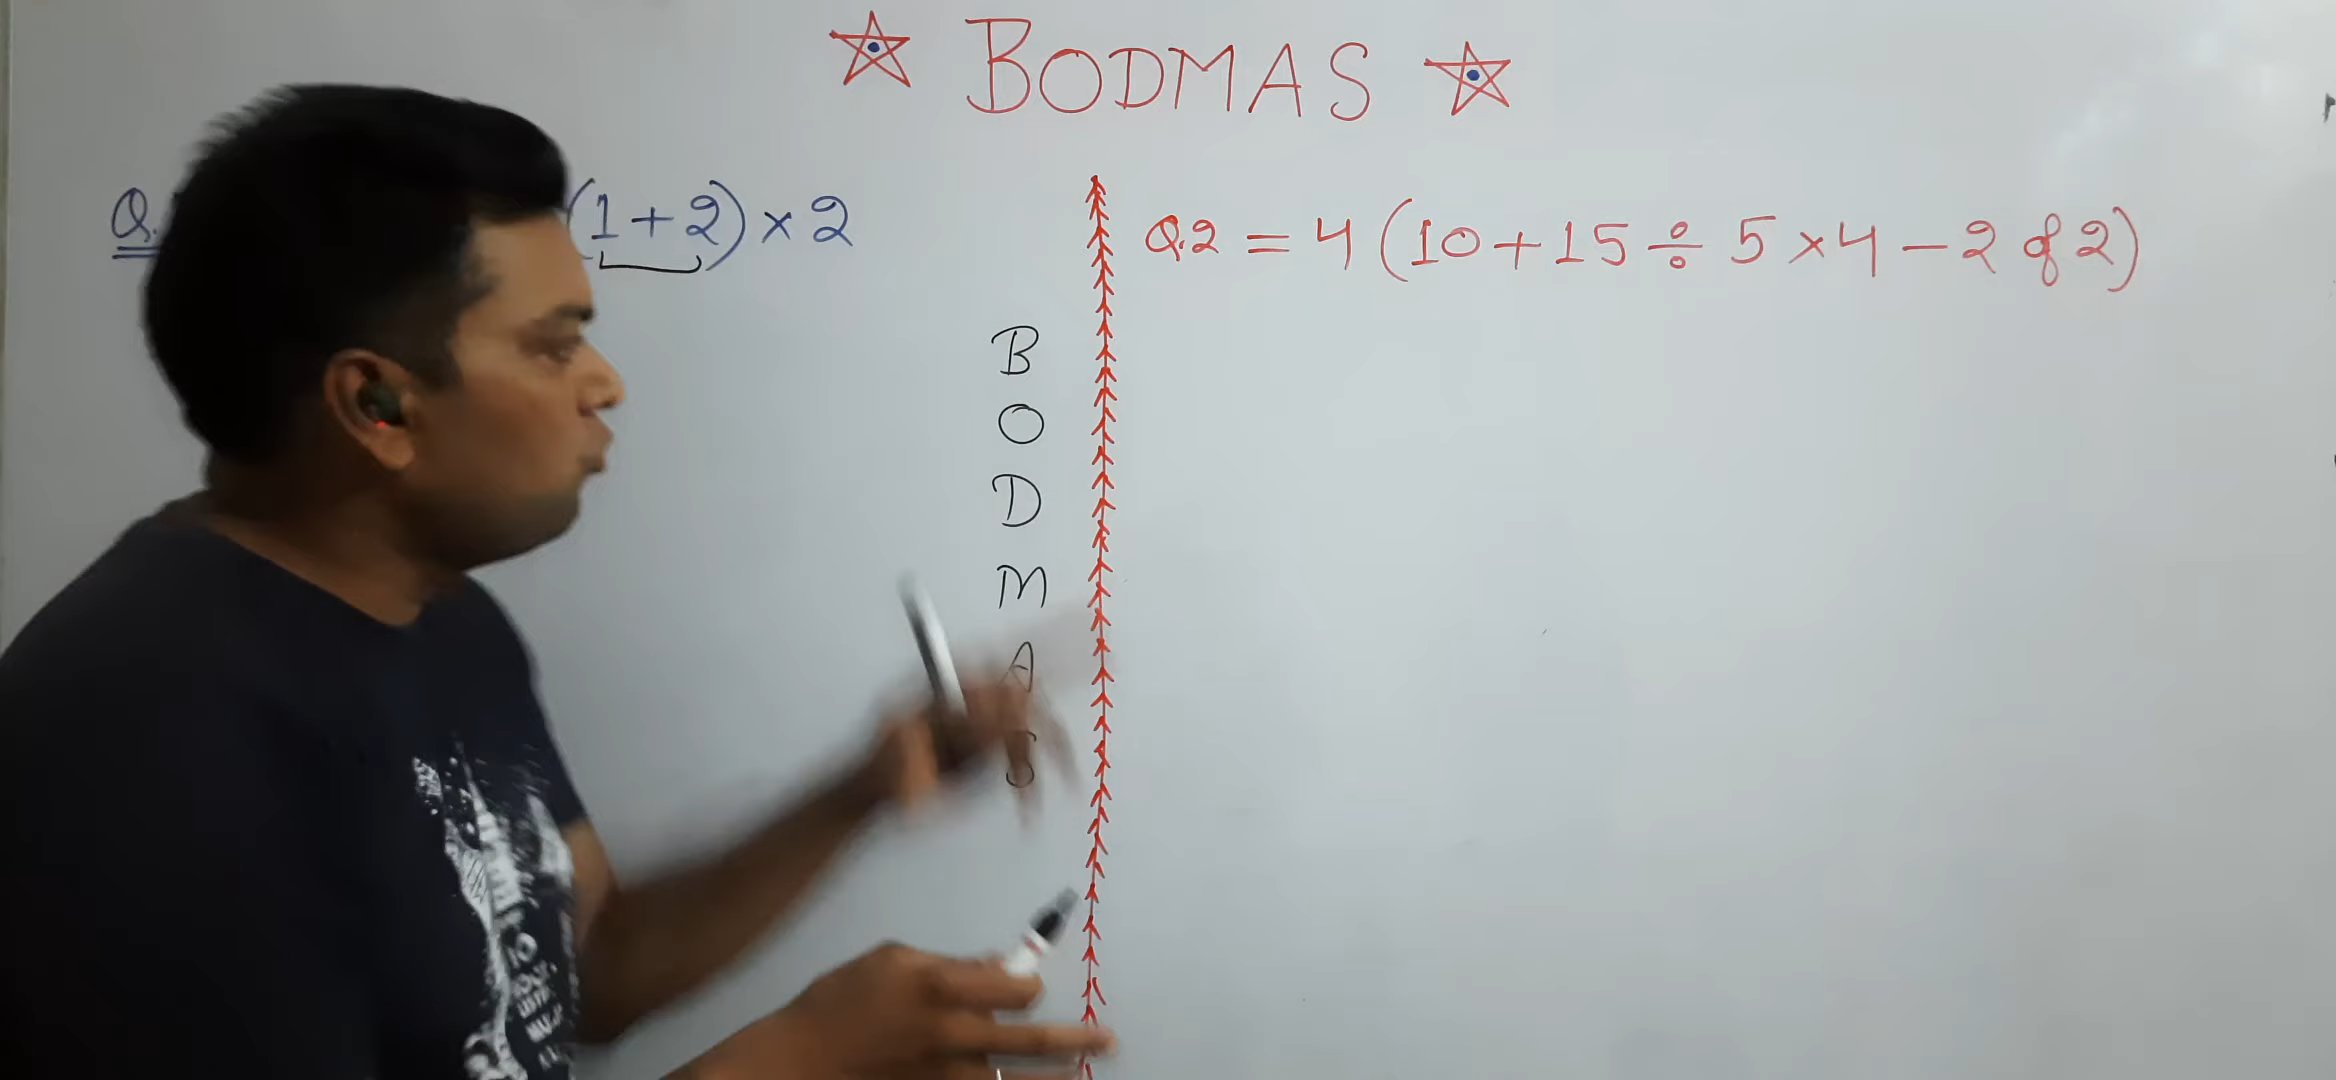 BODMAS
Q. (1+2)×2
Q.2 = 4(10+15÷5×4-2 of 2)
B
O
D
M
A
S